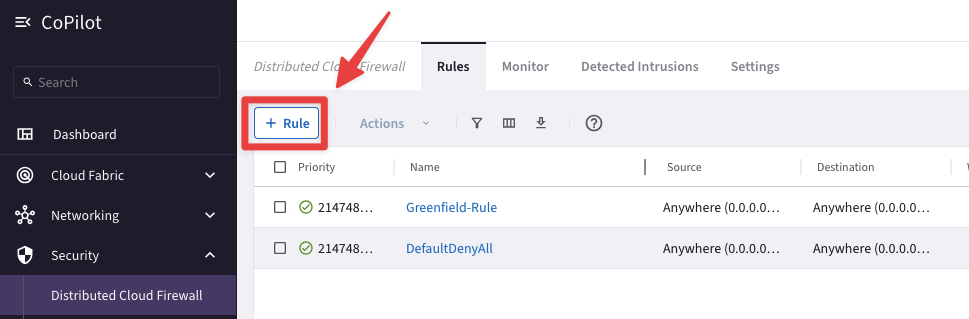 CoPilot
Search
Dashboard
Cloud Fabric
Networking
Security
Distributed Cloud Firewall
Distributed Clo Firewall Rules Monitor Detected Intrusions Settings
+ Rule Actions ?
Priority Name Source Destination
214748… Greenfield-Rule Anywhere (0.0.0.0… Anywhere (0.0.0.0…
214748… DefaultDenyAll Anywhere (0.0.0.0… Anywhere (0.0.0.0…